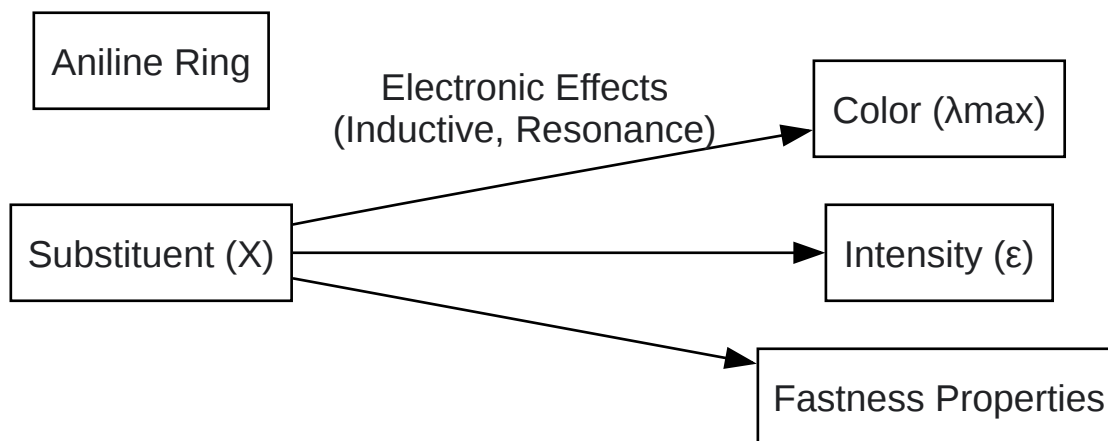 Aniline Ring
Electronic Effects
(Inductive, Resonance)
Color (λmax)
Substituent (X)
Intensity (ε)
Fastness Properties